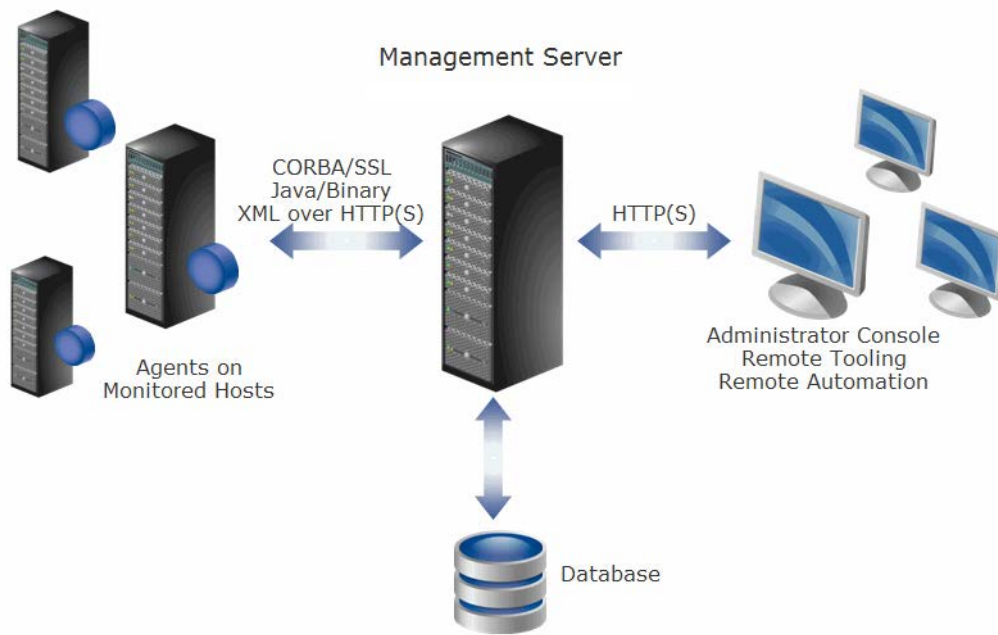 Management Server
CORBA/SSL
Java/Binary
XML over HTTP(S)
HTTP(S)
Agents on
Monitored Hosts
Administrator Console
Remote Tooling
Remote Automation
Database